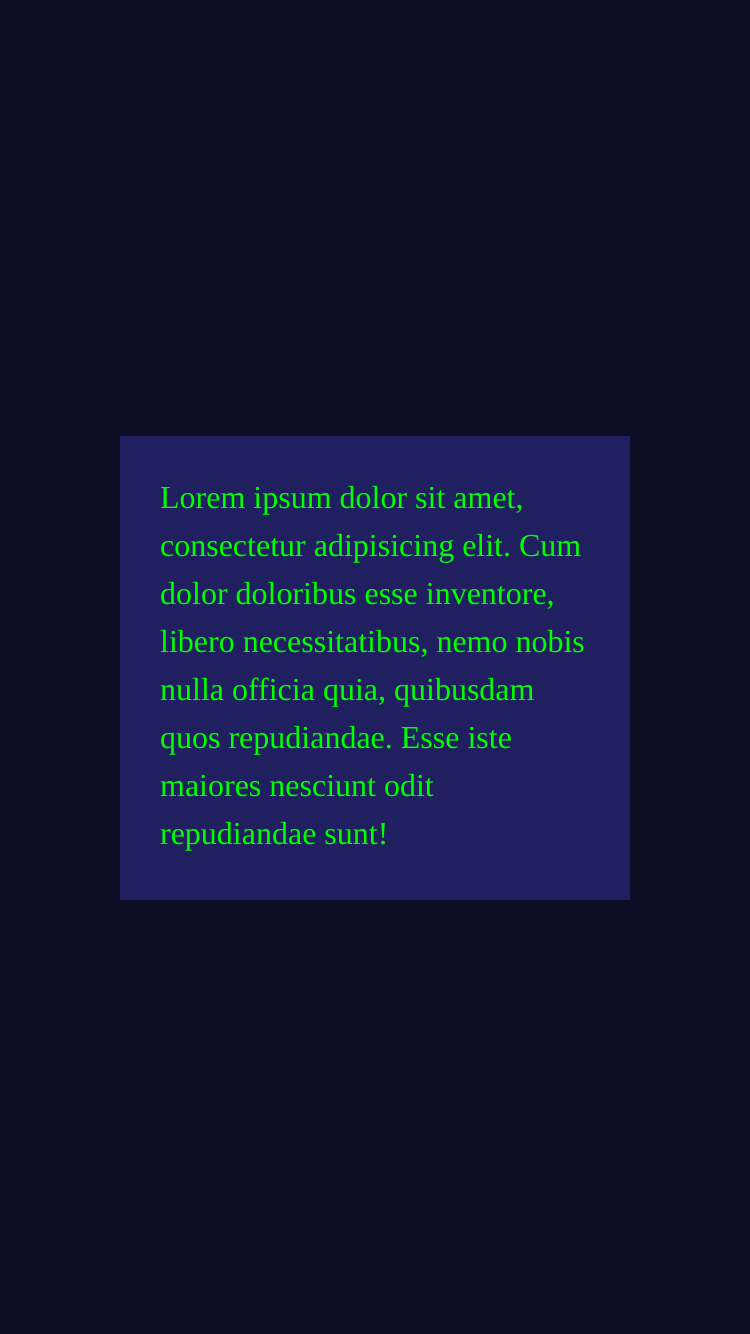 Lorem ipsum dolor sit amet,
consectetur adipisicing elit. Cum
dolor doloribus esse inventore,
libero necessitatibus, nemo nobis
nulla officia quia, quibusdam
quos repudiandae. Esse iste
maiores nesciunt odit
repudiandae sunt!